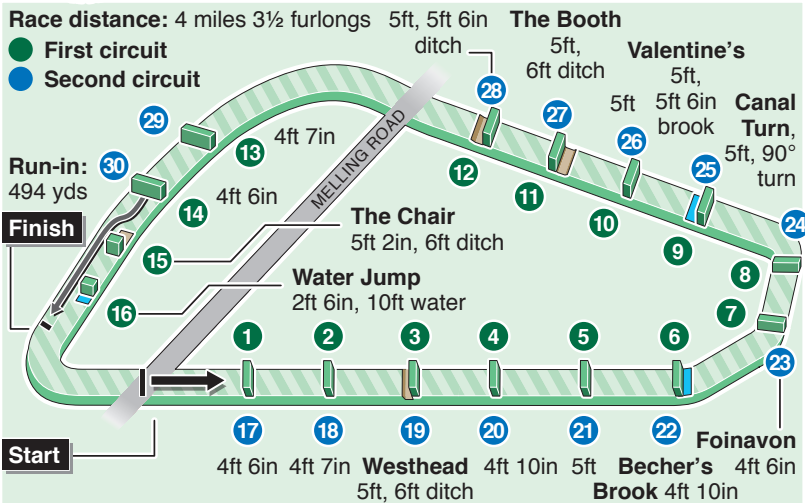 Race distance: 4 miles 3½ furlongs
First circuit
Second circuit
5ft, 5ft 6in
ditch
The Booth
5ft,
6ft ditch
Valentine's
5ft,
5ft 6in
brook
5ft
Canal
Turn,
5ft, 90°
turn
28
27
26
25
24
29
30
13
4ft 7in
14
4ft 6in
MELLING ROAD
12
11
10
9
8
7
Run-in:
494 yds
Finish
15
16
The Chair
5ft 2in, 6ft ditch
Water Jump
2ft 6in, 10ft water
1
2
3
4
5
6
23
17
18
19
20
21
22
Start
4ft 6in
4ft 7in
Westhead
5ft, 6ft ditch
4ft 10in
5ft
Becher's
Brook 4ft 10in
Foinavon
4ft 6in